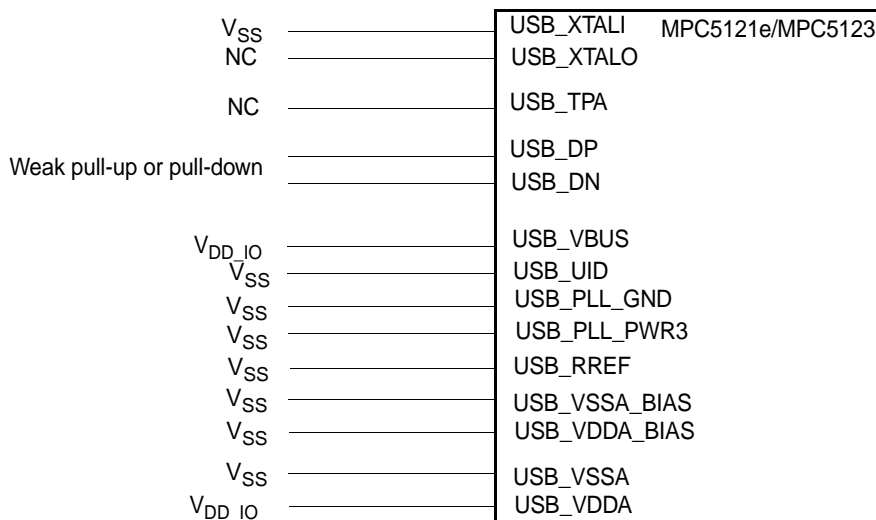 VSS USB_XTALI MPC5121e/MPC5123
NC USB_XTALO
NC USB_TPA
USB_DP
Weak pull-up or pull-down
USB_DN
VDD_IO USB_VBUS
VSS USB_UID
VSS USB_PLL_GND
VSS USB_PLL_PWR3
VSS USB_RREF
VSS USB_VSSA_BIAS
VSS USB_VDDA_BIAS
VSS USB_VSSA
VDD_IO USB_VDDA